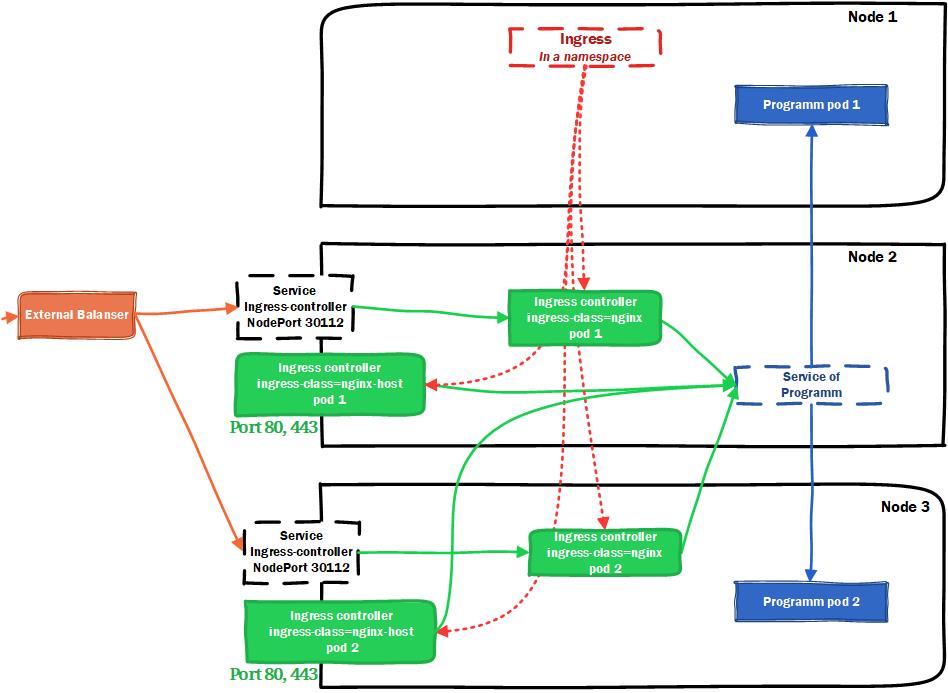 Node 1
Ingress
In a namespace
Programm pod 1
Node 2
Service
Ingress-controller
NodePort 30112
External Balanser
Ingress controller
ingress-class=nginx
pod 1
Ingress controller
ingress-class=nginx-host
pod 1
Port 80, 443
Service of
Programm
Node 3
Service
Ingress-controller
NodePort 30112
Ingress controller
ingress-class=nginx
pod 2
Ingress controller
ingress-class=nginx-host
pod 2
Port 80, 443
Programm pod 2